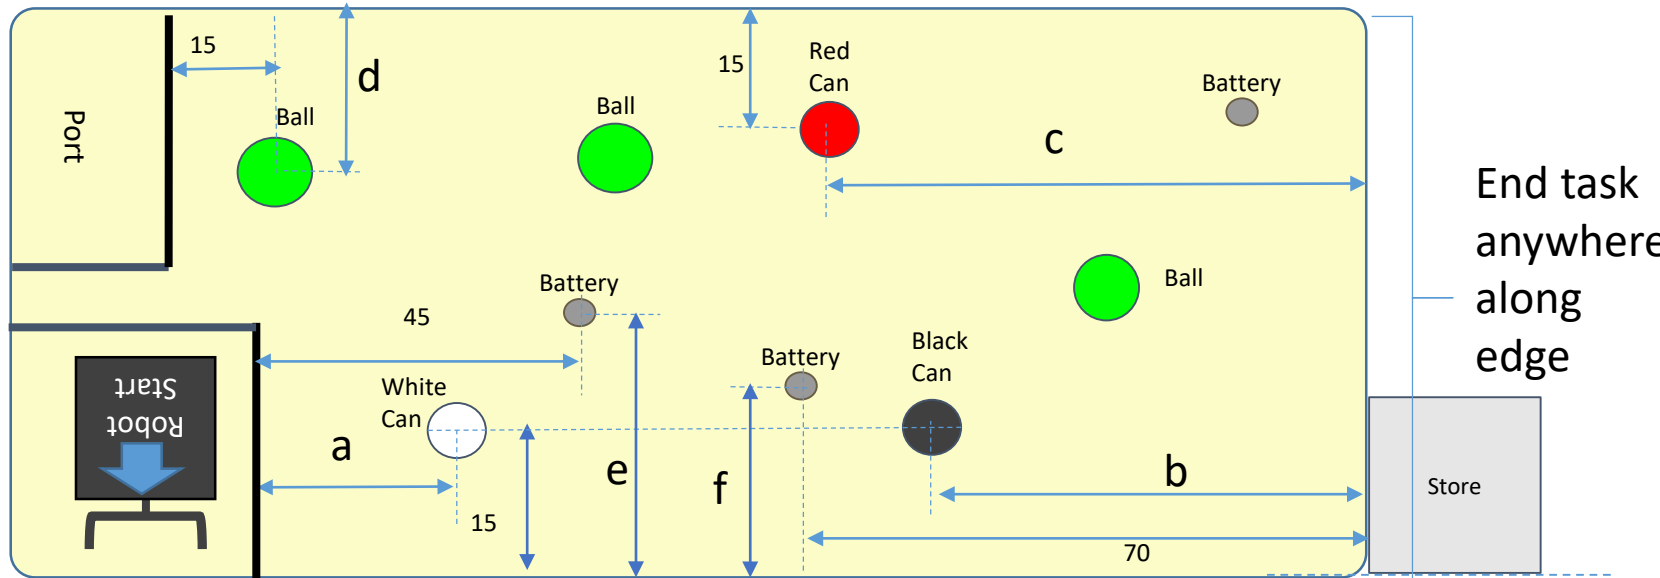 15
d
Port
Ball
Ball
15
Red
Can
Battery
c
End task
anywhere
along
edge
Ball
Battery
45
Battery
Black
Can
White
Can
Robot
Start
a
e
f
b
15
70
Store